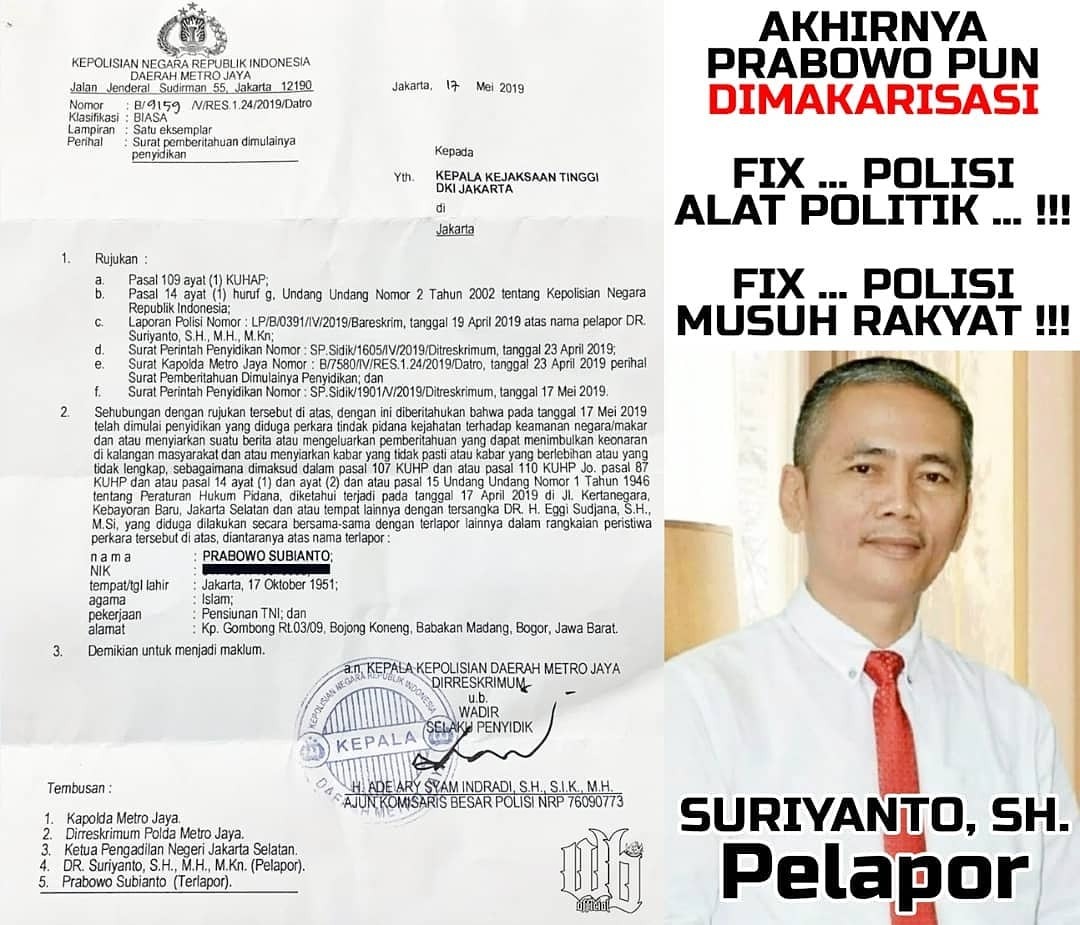 KEPOLISIAN NEGARA REPUBLIK INDONESIA
DAERAH METRO JAYA
Jalan Jenderal Sudirman 55, Jakarta 12190
Nomor : B/9159 /V/RES.1.24/2019/Datro
Klasifikasi : BIASA
Lampiran : Satu eksemplar
Perihal : Surat pemberitahuan dimulainya
penyidikan
Jakarta, 17 Mei 2019
Kepada
Yth. KEPALA KEJAKSAAN TINGGI
DKI JAKARTA
di
Jakarta
1. Rujukan :
a. Pasal 109 ayat (1) KUHAP;
b. Pasal 14 ayat (1) huruf g, Undang Undang Nomor 2 Tahun 2002 tentang Kepolisian Negara
Republik Indonesia;
c. Laporan Polisi Nomor : LP/B/0391/IV/2019/Bareskrim, tanggal 19 April 2019 atas nama pelapor DR.
Suriyanto, S.H., M.H., M.Kn;
d. Surat Perintah Penyidikan Nomor : SP.Sidik/1605/IV/2019/Ditreskrimum, tanggal 23 April 2019;
e. Surat Kapolda Metro Jaya Nomor : B/7580/IV/RES.1.24/2019/Datro, tanggal 23 April 2019 perihal
Surat Pemberitahuan Dimulainya Penyidikan; dan
f. Surat Perintah Penyidikan Nomor : SP.Sidik/1901/V/2019/Ditreskrimum, tanggal 17 Mei 2019.
2. Sehubungan dengan rujukan tersebut di atas, dengan ini diberitahukan bahwa pada tanggal 17 Mei 2019
telah dimulai penyidikan yang diduga perkara tindak pidana kejahatan terhadap keamanan negara/makar
dan atau menyiarkan suatu berita atau mengeluarkan pemberitahuan yang dapat menimbulkan keonaran
di kalangan masyarakat dan atau menyiarkan kabar yang tidak pasti atau kabar yang berlebihan atau yang
tidak lengkap, sebagaimana dimaksud dalam pasal 107 KUHP dan atau pasal 110 KUHP Jo. pasal 87
KUHP dan atau pasal 14 ayat (1) dan ayat (2) dan atau pasal 15 Undang Undang Nomor 1 Tahun 1946
tentang Peraturan Hukum Pidana, diketahui terjadi pada tanggal 17 April 2019 di Jl. Kertanegara,
Kebayoran Baru, Jakarta Selatan dan atau tempat lainnya dengan tersangka DR. H. Eggi Sudjana, S.H.,
M.Si, yang diduga dilakukan secara bersama-sama dengan terlapor lainnya dalam rangkaian peristiwa
perkara tersebut di atas, diantaranya atas nama terlapor :
n a m a : PRABOWO SUBIANTO;
NIK :
tempat/tgl lahir : Jakarta, 17 Oktober 1951;
agama : Islam;
pekerjaan : Pensiunan TNI; dan
alamat : Kp. Gombong Rt.03/09, Bojong Koneng, Babakan Madang, Bogor, Jawa Barat.
3. Demikian untuk menjadi maklum.
a.n. KEPALA KEPOLISIAN DAERAH METRO JAYA
DIRRESKRIMUM
u.b.
WADIR
SELAKU PENYIDIK
KEPOLISIAN NEGARA REPUBLIK INDONESIA
KEPALA
H. ADE ARY SYAM INDRADI, S.H., S.I.K., M.H.
AJUN KOMISARIS BESAR POLISI NRP 76090773
Tembusan :
1. Kapolda Metro Jaya.
2. Dirreskrimum Polda Metro Jaya.
3. Ketua Pengadilan Negeri Jakarta Selatan.
4. DR. Suriyanto, S.H., M.H., M.Kn. (Pelapor).
5. Prabowo Subianto (Terlapor).
official
AKHIRNYA
PRABOWO PUN
DIMAKARISASI
FIX ... POLISI
ALAT POLITIK ... !!!
FIX ... POLISI
MUSUH RAKYAT !!!
SURIYANTO, SH.
Pelapor